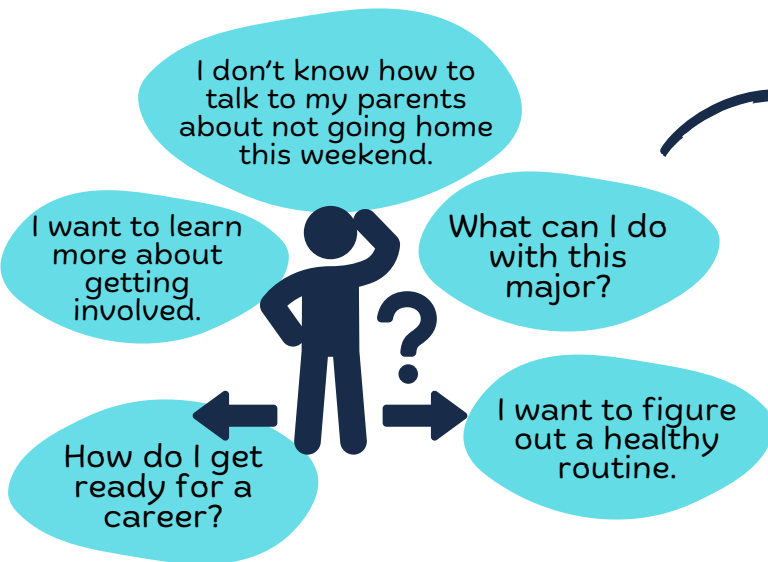 I don't know how to
talk to my parents
about not going home
this weekend.
I want to learn
more about
getting
involved.
What can I do
with this
major?
?
How do I get
ready for a
career?
I want to figure
out a healthy
routine.